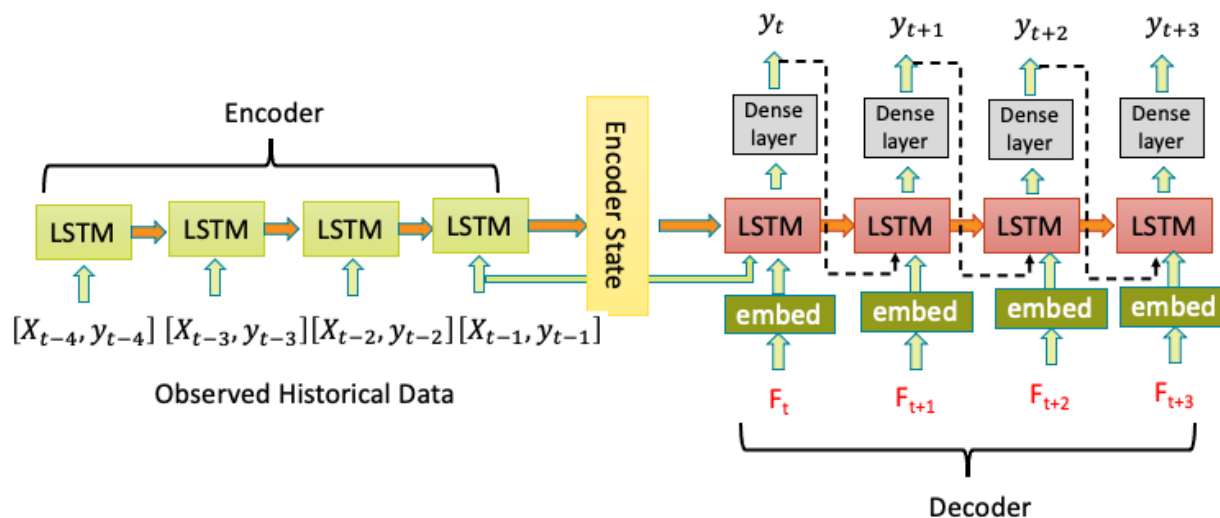 y_t y_{t+1} y_{t+2} y_{t+3}
Encoder
Dense layer
Dense layer
Dense layer
Dense layer
Encoder State
LSTM LSTM LSTM LSTM
LSTM LSTM LSTM LSTM
embed embed embed embed
[X_{t-4}, y_{t-4}] [X_{t-3}, y_{t-3}] [X_{t-2}, y_{t-2}] [X_{t-1}, y_{t-1}]
Observed Historical Data
F_t F_{t+1} F_{t+2} F_{t+3}
Decoder